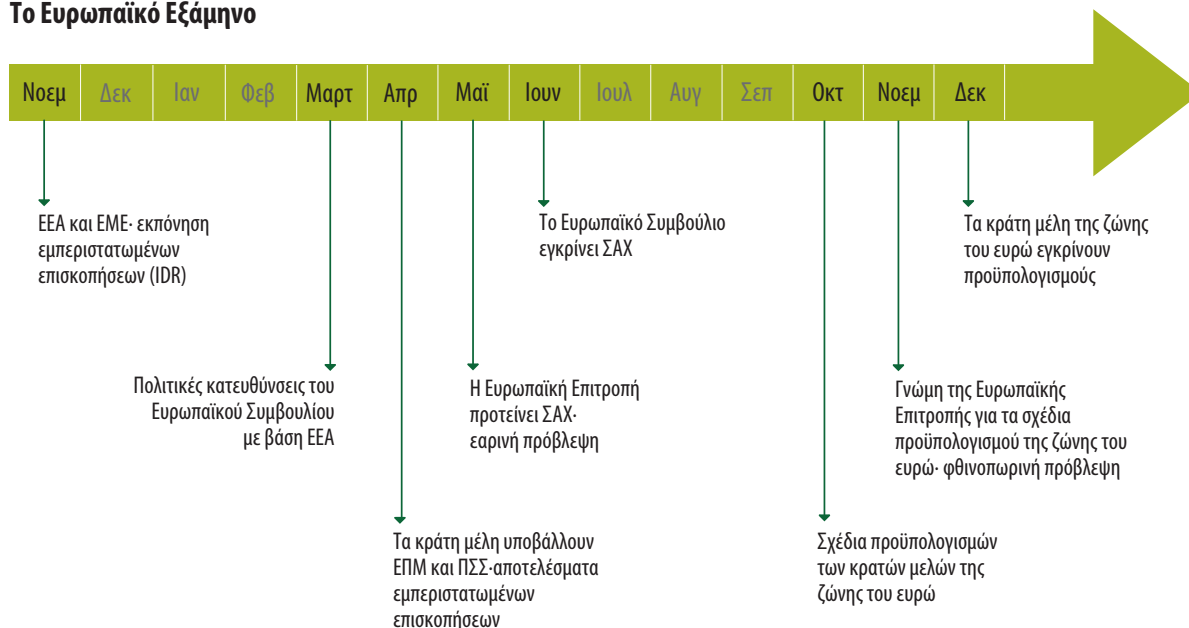 Το Ευρωπαϊκό Εξάμηνο
Νοεμ Δεκ Ιαν Φεβ Μαρτ Απρ Μαϊ Ιουν Ιουλ Αυγ Σεπ Οκτ Νοεμ Δεκ
ΕΕΑ και ΕΜΕ· εκπόνηση
εμπεριστατωμένων
επισκοπήσεων (IDR)
Πολιτικές κατευθύνσεις του
Ευρωπαϊκού Συμβουλίου
με βάση ΕΕΑ
Τα κράτη μέλη υποβάλλουν
ΕΠΜ και ΠΣΣ·αποτελέσματα
εμπεριστατωμένων
επισκοπήσεων
Η Ευρωπαϊκή Επιτροπή
προτείνει ΣΑΧ·
εαρινή πρόβλεψη
Το Ευρωπαϊκό Συμβούλιο
εγκρίνει ΣΑΧ
Σχέδια προϋπολογισμών
των κρατών μελών της
ζώνης του ευρώ
Γνώμη της Ευρωπαϊκής
Επιτροπής για τα σχέδια
προϋπολογισμού της ζώνης του
ευρώ· φθινοπωρινή πρόβλεψη
Τα κράτη μέλη της ζώνης
του ευρώ εγκρίνουν
προϋπολογισμούς